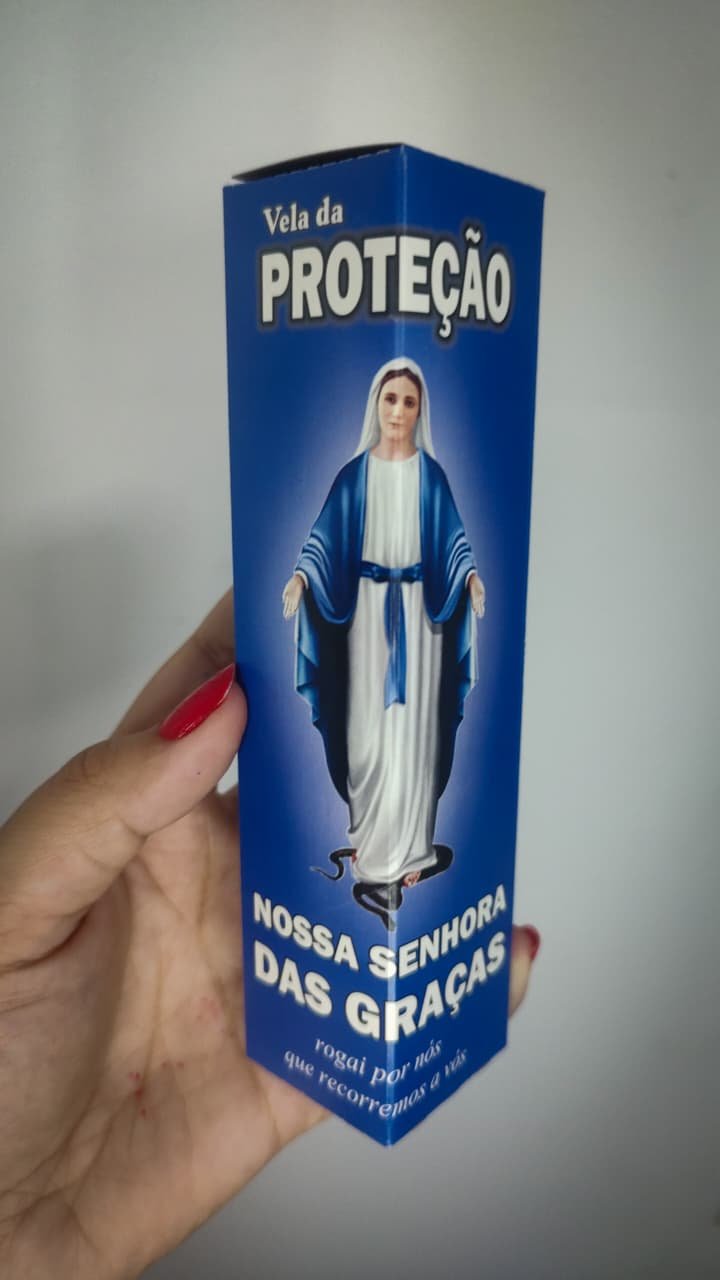 Vela da
PROTEÇÃO
NOSSA SENHORA
DAS GRAÇAS
rogai por nós
que recorremos a vós